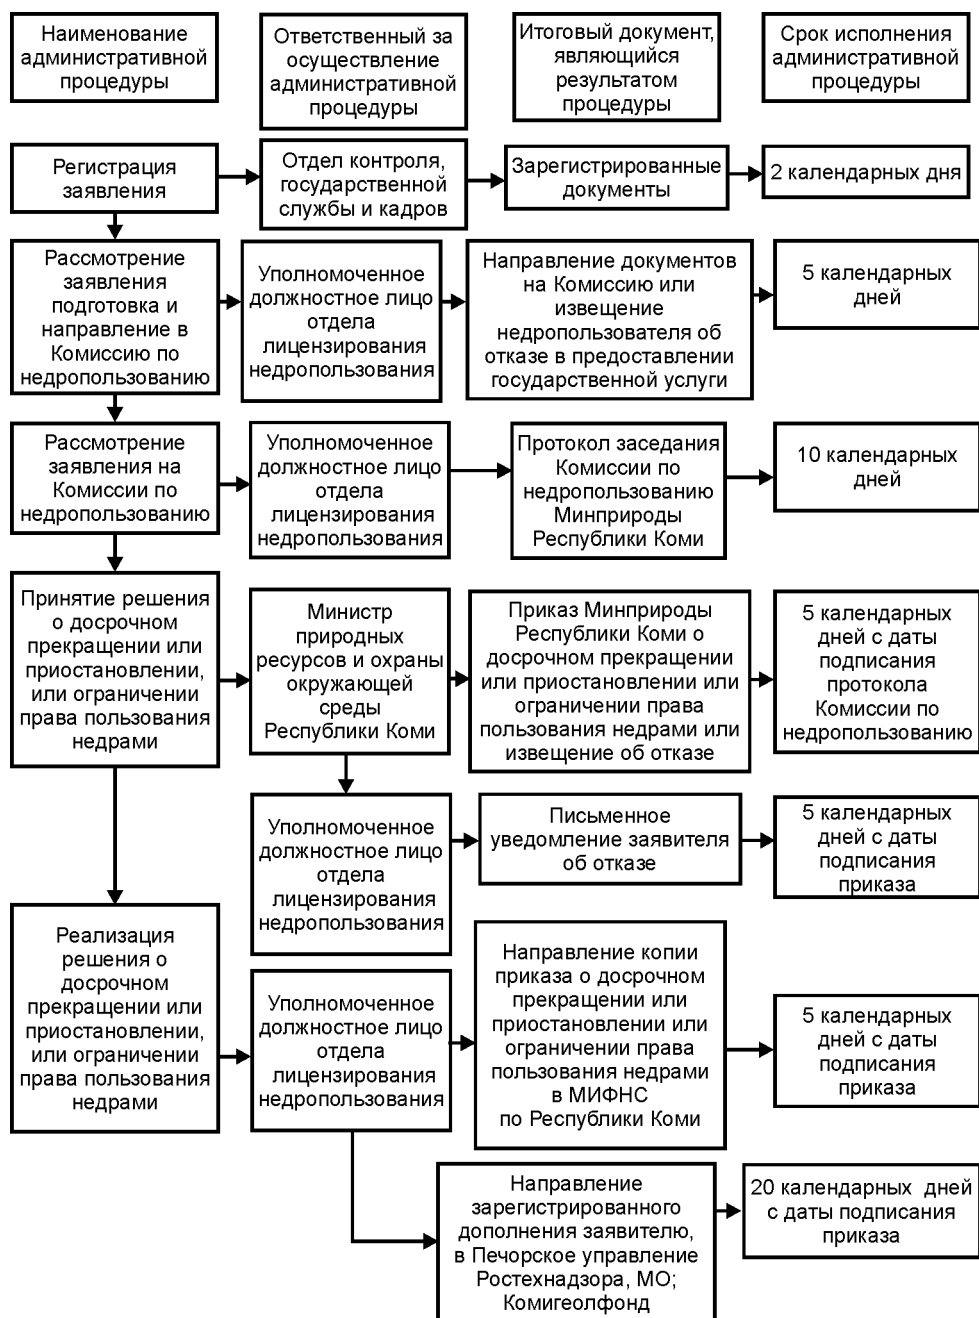 Наименование
административной
процедуры
Ответственный за
осуществление
административной
процедуры
Итоговый документ,
являющийся
результатом
процедуры
Срок исполнения
административной
процедуры
Регистрация
заявления
Отдел контроля,
государственной
службы и кадров
Зарегистрированные
документы
2 календарных дня
Рассмотрение
заявления
подготовка и
направление в
Комиссию по
недропользованию
Уполномоченное
должностное лицо
отдела
лицензирования
недропользования
Направление документов
на Комиссию или
извещение
недропользователя об
отказе в предоставлении
государственной услуги
5 календарных
дней
Рассмотрение
заявления на
Комиссии по
недропользованию
Уполномоченное
должностное лицо
отдела
лицензирования
недропользования
Протокол заседания
Комиссии по
недропользованию
Минприроды
Республики Коми
10 календарных
дней
Принятие решения
о досрочном
прекращении или
приостановлении,
или ограничении
права пользования
недрами
Министр
природных
ресурсов и охраны
окружающей
среды
Республики Коми
Приказ Минприроды
Республики Коми о
досрочном прекращении
или приостановлении или
ограничении права
пользования недрами или
извещение об отказе
5 календарных
дней с даты
подписания
протокола
Комиссии по
недропользованию
Уполномоченное
должностное лицо
отдела
лицензирования
недропользования
Письменное
уведомление заявителя
об отказе
5 календарных
дней с даты
подписания
приказа
Реализация
решения о
досрочном
прекращении или
приостановлении,
или ограничении
права пользования
недрами
Уполномоченное
должностное лицо
отдела
лицензирования
недропользования
Направление копии
приказа о досрочном
прекращении или
приостановлении или
ограничении права
пользования недрами
в МИФНС
по Республики Коми
5 календарных
дней с даты
подписания
приказа
Направление
зарегистрированного
дополнения заявителю,
в Печорское управление
Ростехнадзора, МО;
Комигеолфонд
20 календарных дней
с даты подписания
приказа